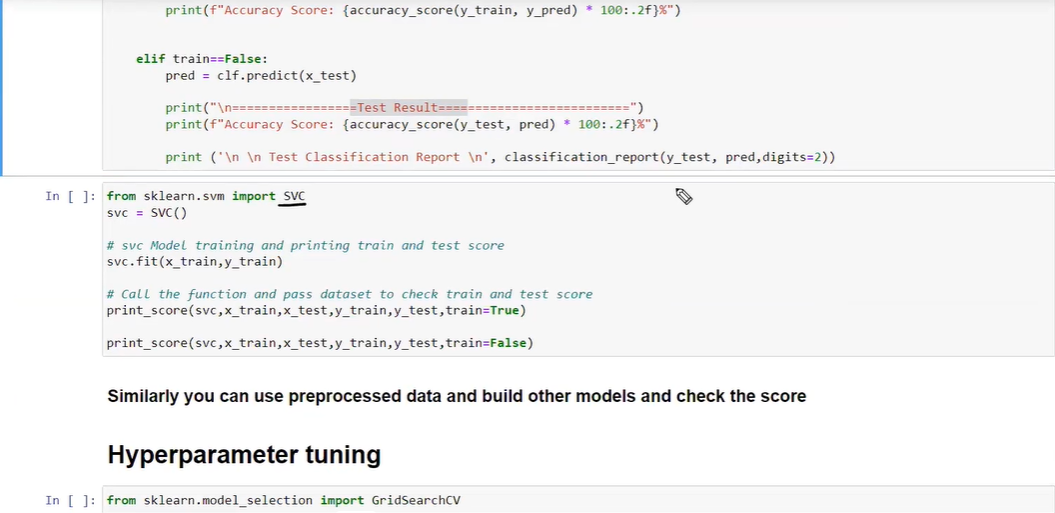 print(f"Accuracy Score: {accuracy_score(y_train, y_pred) * 100:.2f}%")
elif train==False:
pred = clf.predict(x_test)
print("\n=================Test Result==========================")
print(f"Accuracy Score: {accuracy_score(y_test, pred) * 100:.2f}%")
print ('\n \n Test Classification Report \n', classification_report(y_test, pred,digits=2))
In [ ]: from sklearn.svm import SVC
svc = SVC()
# svc Model training and printing train and test score
svc.fit(x_train,y_train)
# Call the function and pass dataset to check train and test score
print_score(svc,x_train,x_test,y_train,y_test,train=True)
print_score(svc,x_train,x_test,y_train,y_test,train=False)
Similarly you can use preprocessed data and build other models and check the score
Hyperparameter tuning
In [ ]: from sklearn.model_selection import GridSearchCV